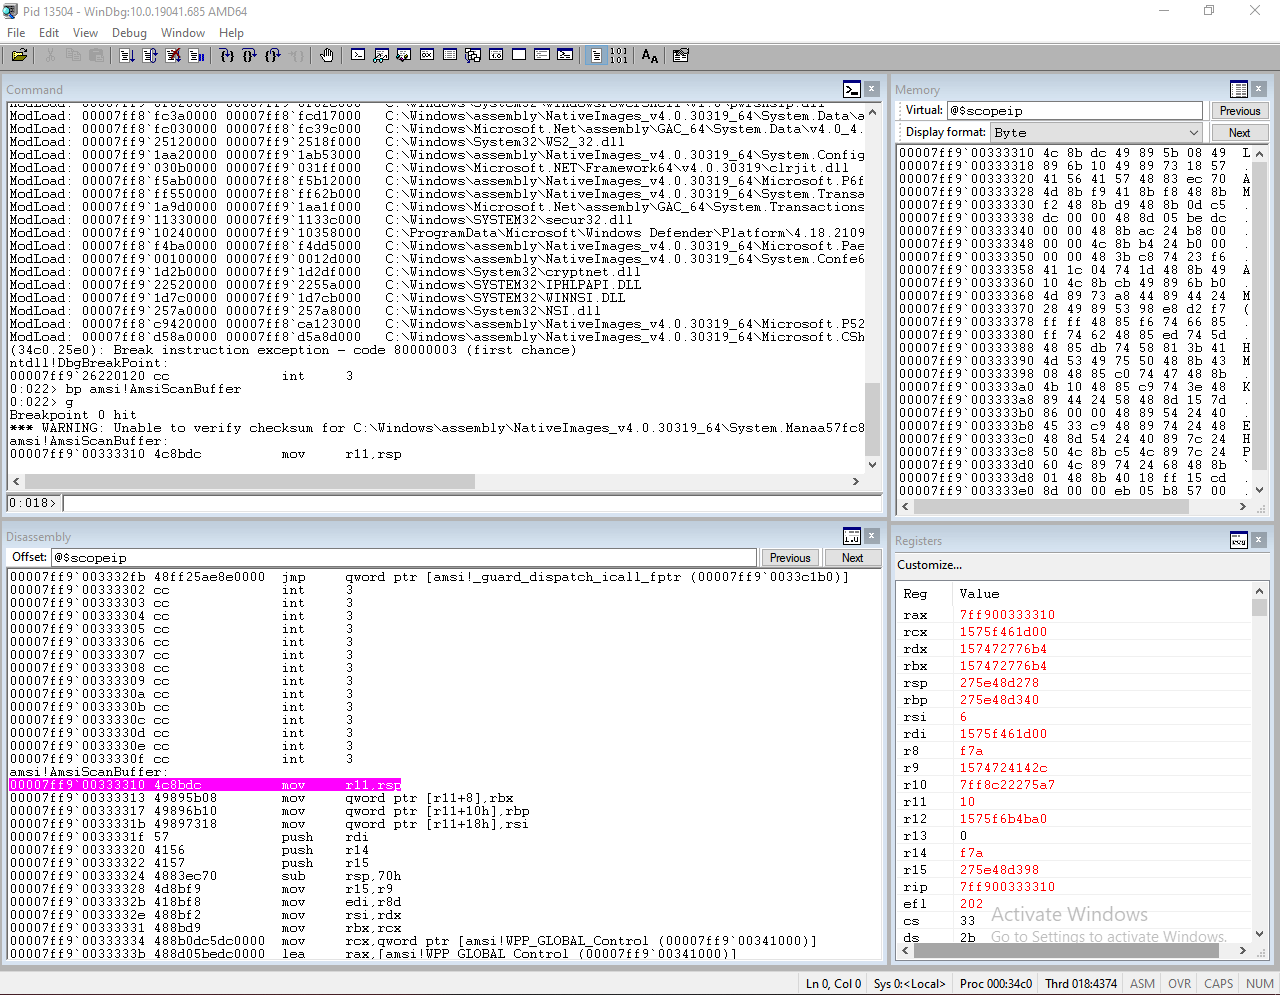 Pid 13504 - WinDbg:10.0.19041.685 AMD64
File Edit View Debug Window Help
Command
ModLoad: 00007ff8`fc3a0000 00007ff8`fcd17000 C:\Windows\assembly\NativeImages_v4.0.30319_64\System.Data\a
ModLoad: 00007ff8`fc030000 00007ff8`fc39c000 C:\Windows\Microsoft.Net\assembly\GAC_64\System.Data\v4.0_4.
ModLoad: 00007ff9`25120000 00007ff9`2518f000 C:\Windows\System32\WS2_32.dll
ModLoad: 00007ff9`1aa20000 00007ff9`1ab53000 C:\Windows\assembly\NativeImages_v4.0.30319_64\System.Config
ModLoad: 00007ff9`030b0000 00007ff9`031ff000 C:\Windows\Microsoft.NET\Framework64\v4.0.30319\clrjit.dll
ModLoad: 00007ff8`f5ab0000 00007ff8`f5b12000 C:\Windows\assembly\NativeImages_v4.0.30319_64\Microsoft.P6f
ModLoad: 00007ff8`ff550000 00007ff8`ff62b000 C:\Windows\assembly\NativeImages_v4.0.30319_64\System.Transa
ModLoad: 00007ff9`1a9d0000 00007ff9`1aa1f000 C:\Windows\Microsoft.Net\assembly\GAC_64\System.Transactions
ModLoad: 00007ff9`11330000 00007ff9`1133c000 C:\Windows\SYSTEM32\secur32.dll
ModLoad: 00007ff9`10240000 00007ff9`10358000 C:\ProgramData\Microsoft\Windows Defender\Platform\4.18.2109
ModLoad: 00007ff8`f4ba0000 00007ff8`f4dd5000 C:\Windows\assembly\NativeImages_v4.0.30319_64\Microsoft.Pae
ModLoad: 00007ff9`00100000 00007ff9`0012d000 C:\Windows\assembly\NativeImages_v4.0.30319_64\System.Confe6
ModLoad: 00007ff9`1d2b0000 00007ff9`1d2df000 C:\Windows\System32\cryptnet.dll
ModLoad: 00007ff9`22520000 00007ff9`2255a000 C:\Windows\SYSTEM32\IPHLPAPI.DLL
ModLoad: 00007ff9`1d7c0000 00007ff9`1d7cb000 C:\Windows\SYSTEM32\WINNSI.DLL
ModLoad: 00007ff9`257a0000 00007ff9`257a8000 C:\Windows\System32\NSI.dll
ModLoad: 00007ff8`c9420000 00007ff8`ca123000 C:\Windows\assembly\NativeImages_v4.0.30319_64\Microsoft.P52
ModLoad: 00007ff8`d58a0000 00007ff8`d5a8d000 C:\Windows\assembly\NativeImages_v4.0.30319_64\Microsoft.CSh
(34c0.25e0): Break instruction exception - code 80000003 (first chance)
ntdll!DbgBreakPoint:
00007ff9`26220120 cc int 3
0:022> bp amsi!AmsiScanBuffer
0:022> g
Breakpoint 0 hit
*** WARNING: Unable to verify checksum for C:\Windows\assembly\NativeImages_v4.0.30319_64\System.Manaa57fc8
amsi!AmsiScanBuffer:
00007ff9`00333310 4c8bdc mov r11,rsp
0:018>
Disassembly
Offset: @$scopeip Previous Next
00007ff9`003332fb 48ff25ae8e0000 jmp qword ptr [amsi!_guard_dispatch_icall_fptr (00007ff9`0033c1b0)]
00007ff9`00333302 cc int 3
00007ff9`00333303 cc int 3
00007ff9`00333304 cc int 3
00007ff9`00333305 cc int 3
00007ff9`00333306 cc int 3
00007ff9`00333307 cc int 3
00007ff9`00333308 cc int 3
00007ff9`00333309 cc int 3
00007ff9`0033330a cc int 3
00007ff9`0033330b cc int 3
00007ff9`0033330c cc int 3
00007ff9`0033330d cc int 3
00007ff9`0033330e cc int 3
00007ff9`0033330f cc int 3
amsi!AmsiScanBuffer:
00007ff9`00333310 4c8bdc mov r11,rsp
00007ff9`00333313 49895b08 mov qword ptr [r11+8],rbx
00007ff9`00333317 49896b10 mov qword ptr [r11+10h],rbp
00007ff9`0033331b 49897318 mov qword ptr [r11+18h],rsi
00007ff9`0033331f 57 push rdi
00007ff9`00333320 4156 push r14
00007ff9`00333322 4157 push r15
00007ff9`00333324 4883ec70 sub rsp,70h
00007ff9`00333328 4d8bf9 mov r15,r9
00007ff9`0033332b 418bf8 mov edi,r8d
00007ff9`0033332e 488bf2 mov rsi,rdx
00007ff9`00333331 488bd9 mov rbx,rcx
00007ff9`00333334 488b0dc5dc0000 mov rcx,qword ptr [amsi!WPP_GLOBAL_Control (00007ff9`00341000)]
00007ff9`0033333b 488d05bedc0000 lea rax,[amsi!WPP_GLOBAL_Control (00007ff9`00341000)]
Memory
Virtual: @$scopeip Previous
Display format: Byte Next
00007ff9`00333310 4c 8b dc 49 89 5b 08 49 L
00007ff9`00333318 89 6b 10 49 89 73 18 57 .
00007ff9`00333320 41 56 41 57 48 83 ec 70 A
00007ff9`00333328 4d 8b f9 41 8b f8 48 8b M
00007ff9`00333330 f2 48 8b d9 48 8b 0d c5 .
00007ff9`00333338 dc 00 00 48 8d 05 be dc .
00007ff9`00333340 00 00 48 8b ac 24 b8 00 .
00007ff9`00333348 00 00 4c 8b b4 24 b0 00 .
00007ff9`00333350 00 00 48 3b c8 74 23 f6 .
00007ff9`00333358 41 1c 04 74 1d 48 8b 49 A
00007ff9`00333360 10 4c 8b cb 49 89 6b b0 .
00007ff9`00333368 4d 89 73 a8 44 89 44 24 M
00007ff9`00333370 28 49 89 53 98 e8 d2 f7 (
00007ff9`00333378 ff ff 48 85 f6 74 66 85 .
00007ff9`00333380 ff 74 62 48 85 ed 74 5d .
00007ff9`00333388 48 85 db 74 58 81 3b 41 H
00007ff9`00333390 4d 53 49 75 50 48 8b 43 M
00007ff9`00333398 08 48 85 c0 74 47 48 8b .
00007ff9`003333a0 4b 10 48 85 c9 74 3e 48 K
00007ff9`003333a8 89 44 24 58 48 8d 15 7d .
00007ff9`003333b0 86 00 00 48 89 54 24 40 .
00007ff9`003333b8 45 33 c9 48 89 74 24 48 E
00007ff9`003333c0 48 8d 54 24 40 89 7c 24 H
00007ff9`003333c8 50 4c 8b c5 4c 89 7c 24 P
00007ff9`003333d0 60 4c 89 74 24 68 48 8b `
00007ff9`003333d8 01 48 8b 40 18 ff 15 cd .
00007ff9`003333e0 8d 00 00 eb 05 b8 57 00 .
Registers
Customize...
Reg Value
rax 7ff900333310
rcx 1575f461d00
rdx 157472776b4
rbx 157472776b4
rsp 275e48d278
rbp 275e48d340
rsi 6
rdi 1575f461d00
r8 f7a
r9 1574724142c
r10 7ff8c22275a7
r11 10
r12 1575f6b4ba0
r13 0
r14 f7a
r15 275e48d398
rip 7ff900333310
efl 202
cs 33
ds 2b
Activate Windows
Go to Settings to activate Windows.
Ln 0, Col 0 Sys 0:<Local> Proc 000:34c0 Thrd 018:4374 ASM OVR CAPS NUM